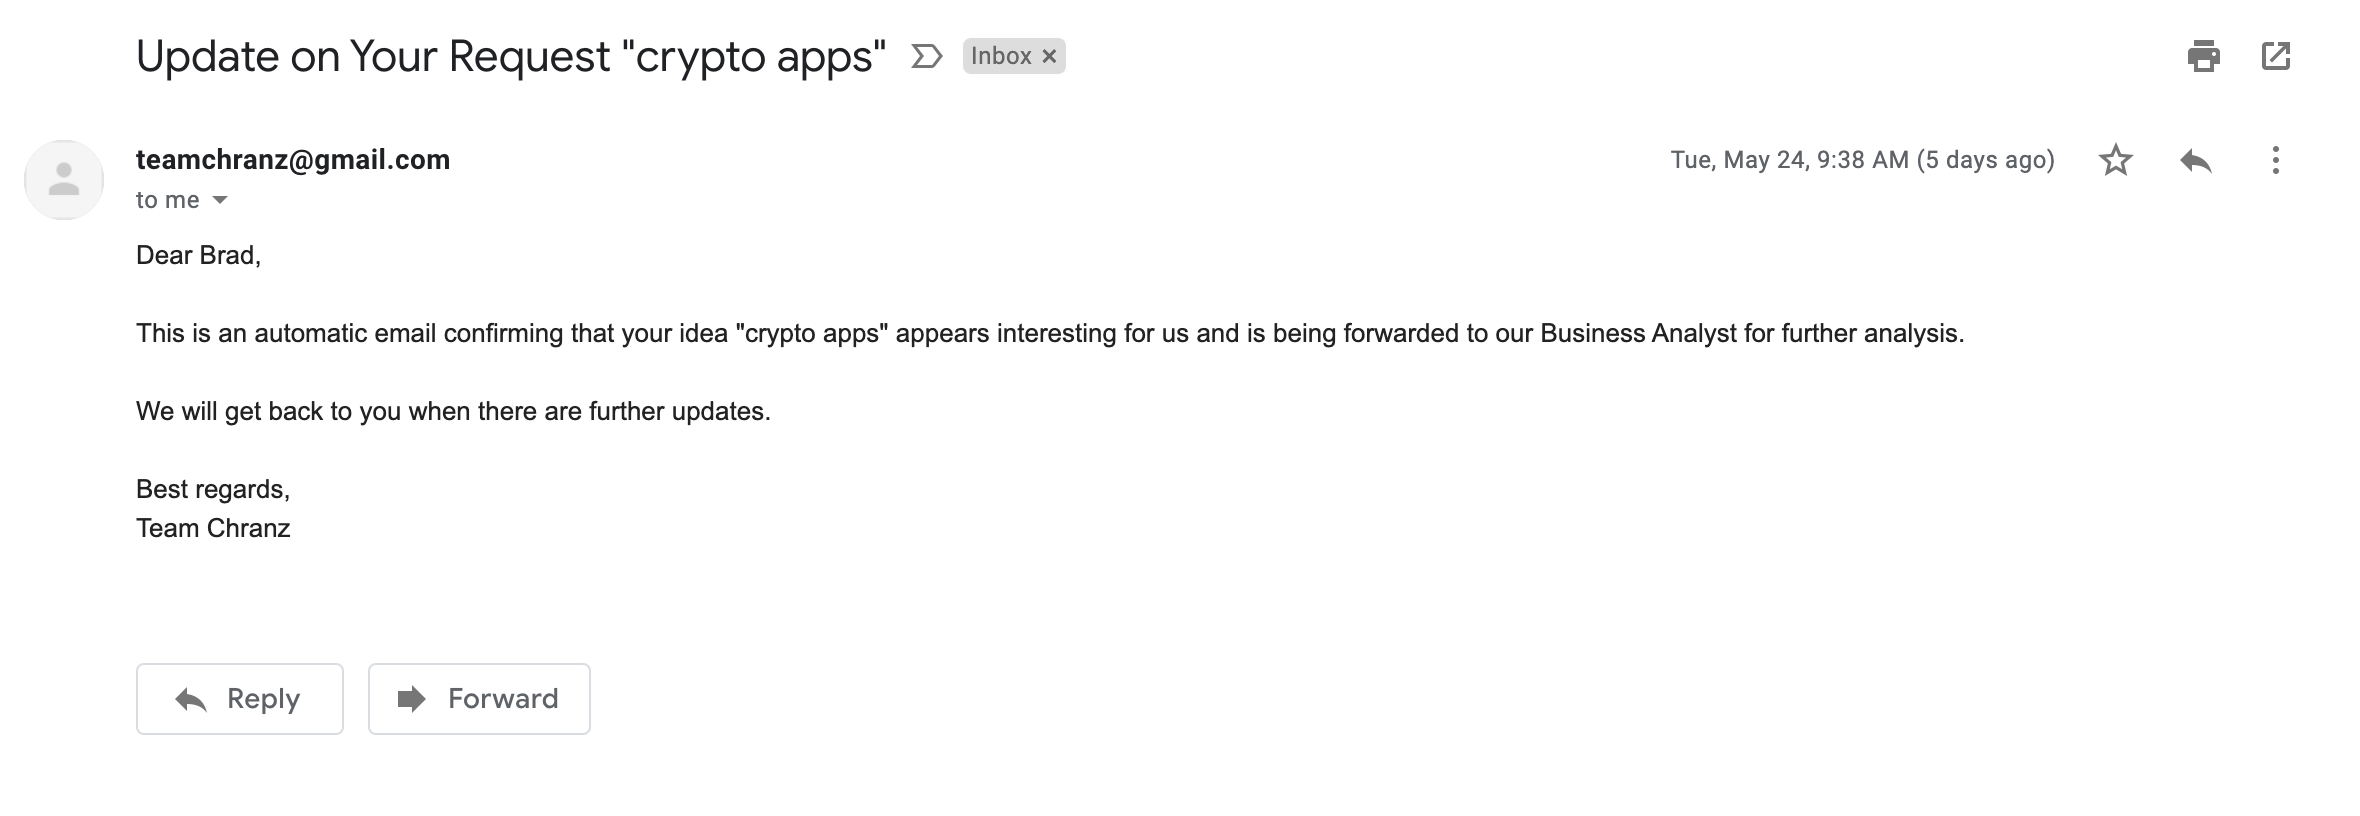 Update on Your Request "crypto apps" Inbox ×
teamchranz@gmail.com Tue, May 24, 9:38 AM (5 days ago)
to me
Dear Brad,
This is an automatic email confirming that your idea "crypto apps" appears interesting for us and is being forwarded to our Business Analyst for further analysis.
We will get back to you when there are further updates.
Best regards,
Team Chranz
Reply Forward